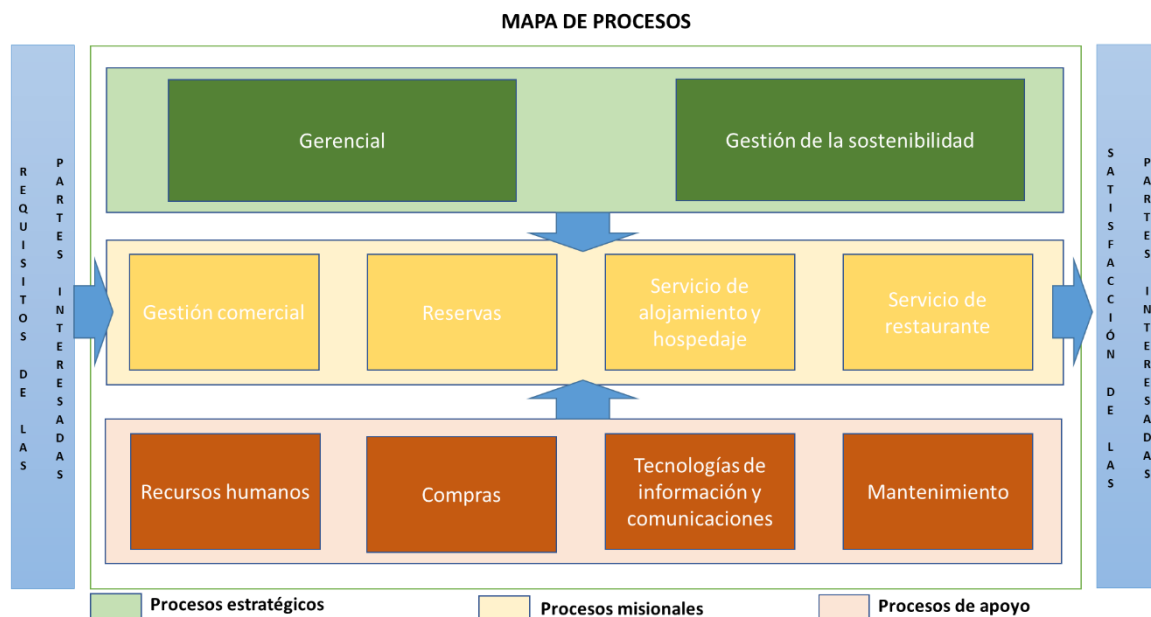 MAPA DE PROCESOS
REQUISITOS DE LAS
PARTES INTERESADAS
Gerencial
Gestión de la sostenibilidad
Gestión comercial
Reservas
Servicio de
alojamiento y
hospedaje
Servicio de
restaurante
Recursos humanos
Compras
Tecnologías de
información y
comunicaciones
Mantenimiento
SATISFACCIÓN DE LAS
PARTES INTERESADAS
Procesos estratégicos
Procesos misionales
Procesos de apoyo